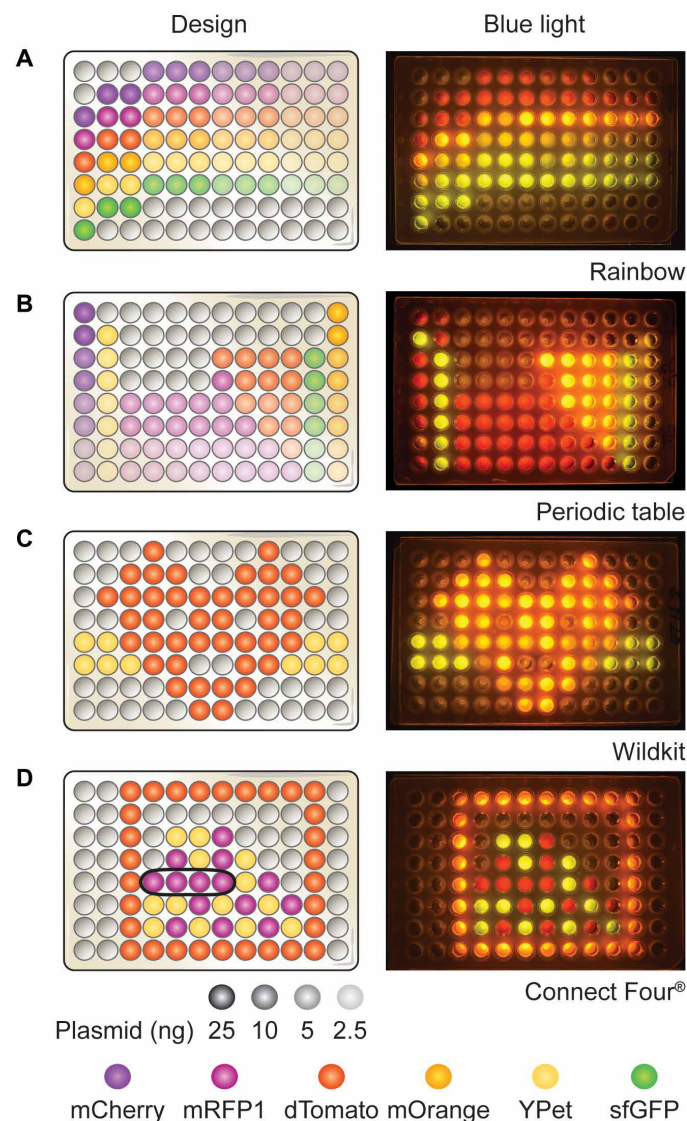 Design
Blue light
A
Rainbow
B
Periodic table
C
Wildkit
D
Connect Four®
Plasmid (ng) 25 10 5 2.5
mCherry mRFP1 dTomato mOrange YPet sfGFP